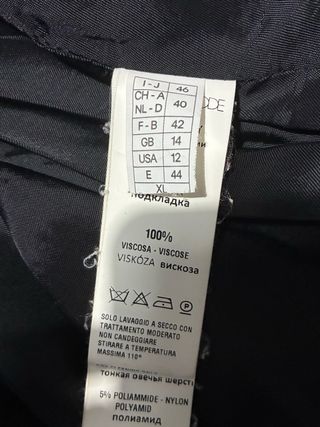 I - J 46
CH - A
NL - D 40
F - B 42
GB 14
USA 12
E 44
XL
подкладка
100%
VISCOSA - VISCOSE
VISKÓZA вискоза
SOLO LAVAGGIO A SECCO CON
TRATTAMENTO MODERATO
NON CANDEGGIARE
STIRARE A TEMPERATURA
MASSIMA 110°
тонкая овечья шерсть
5% POLIAMMIDE - NYLON
POLYAMID
полиамид